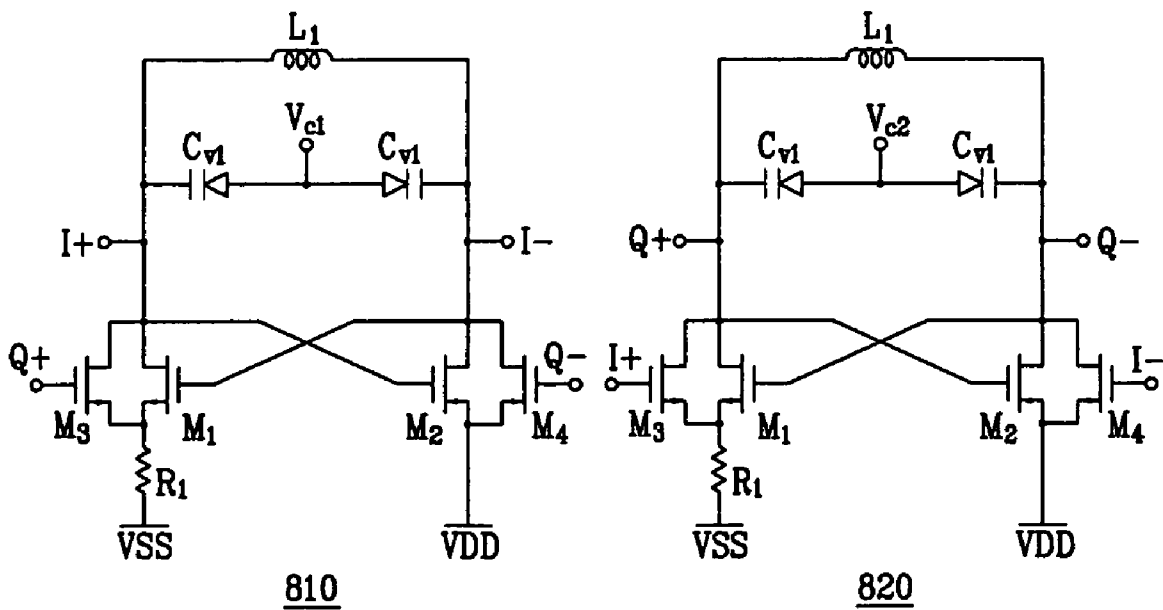 L1
Vc1
Cv1 Cv1
I+ I-
Q+ Q-
M3 M1 M2 M4
R1
VSS VDD
810
L1
Vc2
Cv1 Cv1
Q+ Q-
I+ I-
M3 M1 M2 M4
R1
VSS VDD
820